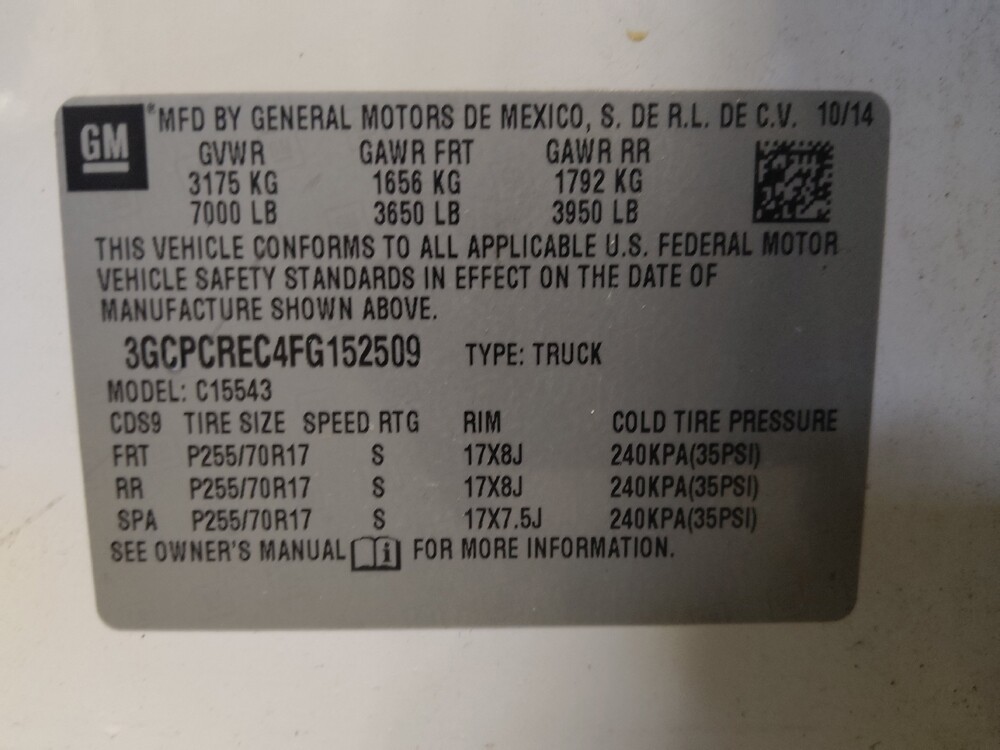 GM
*MFD BY GENERAL MOTORS DE MEXICO, S. DE R.L. DE C.V. 10/14
GVWR GAWR FRT GAWR RR
3175 KG 1656 KG 1792 KG
7000 LB 3650 LB 3950 LB
THIS VEHICLE CONFORMS TO ALL APPLICABLE U.S. FEDERAL MOTOR
VEHICLE SAFETY STANDARDS IN EFFECT ON THE DATE OF
MANUFACTURE SHOWN ABOVE.
3GCPCREC4FG152509 TYPE: TRUCK
MODEL: C15543
CDS9 TIRE SIZE SPEED RTG RIM COLD TIRE PRESSURE
FRT P255/70R17 S 17X8J 240KPA(35PSI)
RR P255/70R17 S 17X8J 240KPA(35PSI)
SPA P255/70R17 S 17X7.5J 240KPA(35PSI)
SEE OWNER'S MANUAL i FOR MORE INFORMATION.